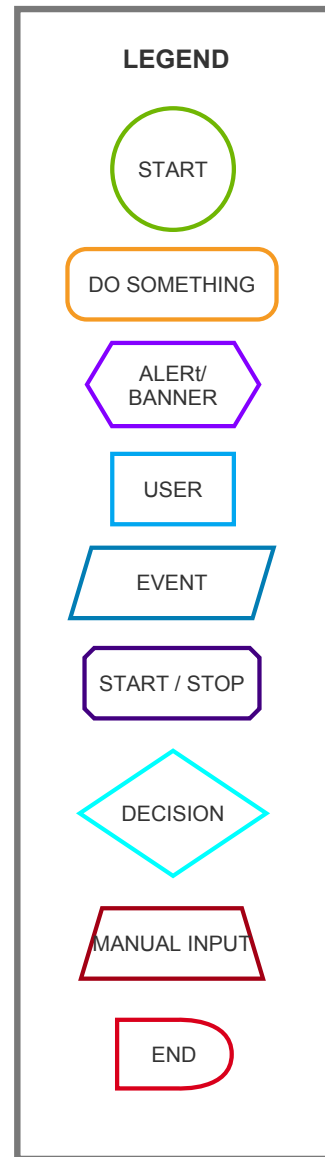 LEGEND
START
DO SOMETHING
ALERt/
BANNER
USER
EVENT
START / STOP
DECISION
MANUAL INPUT
END